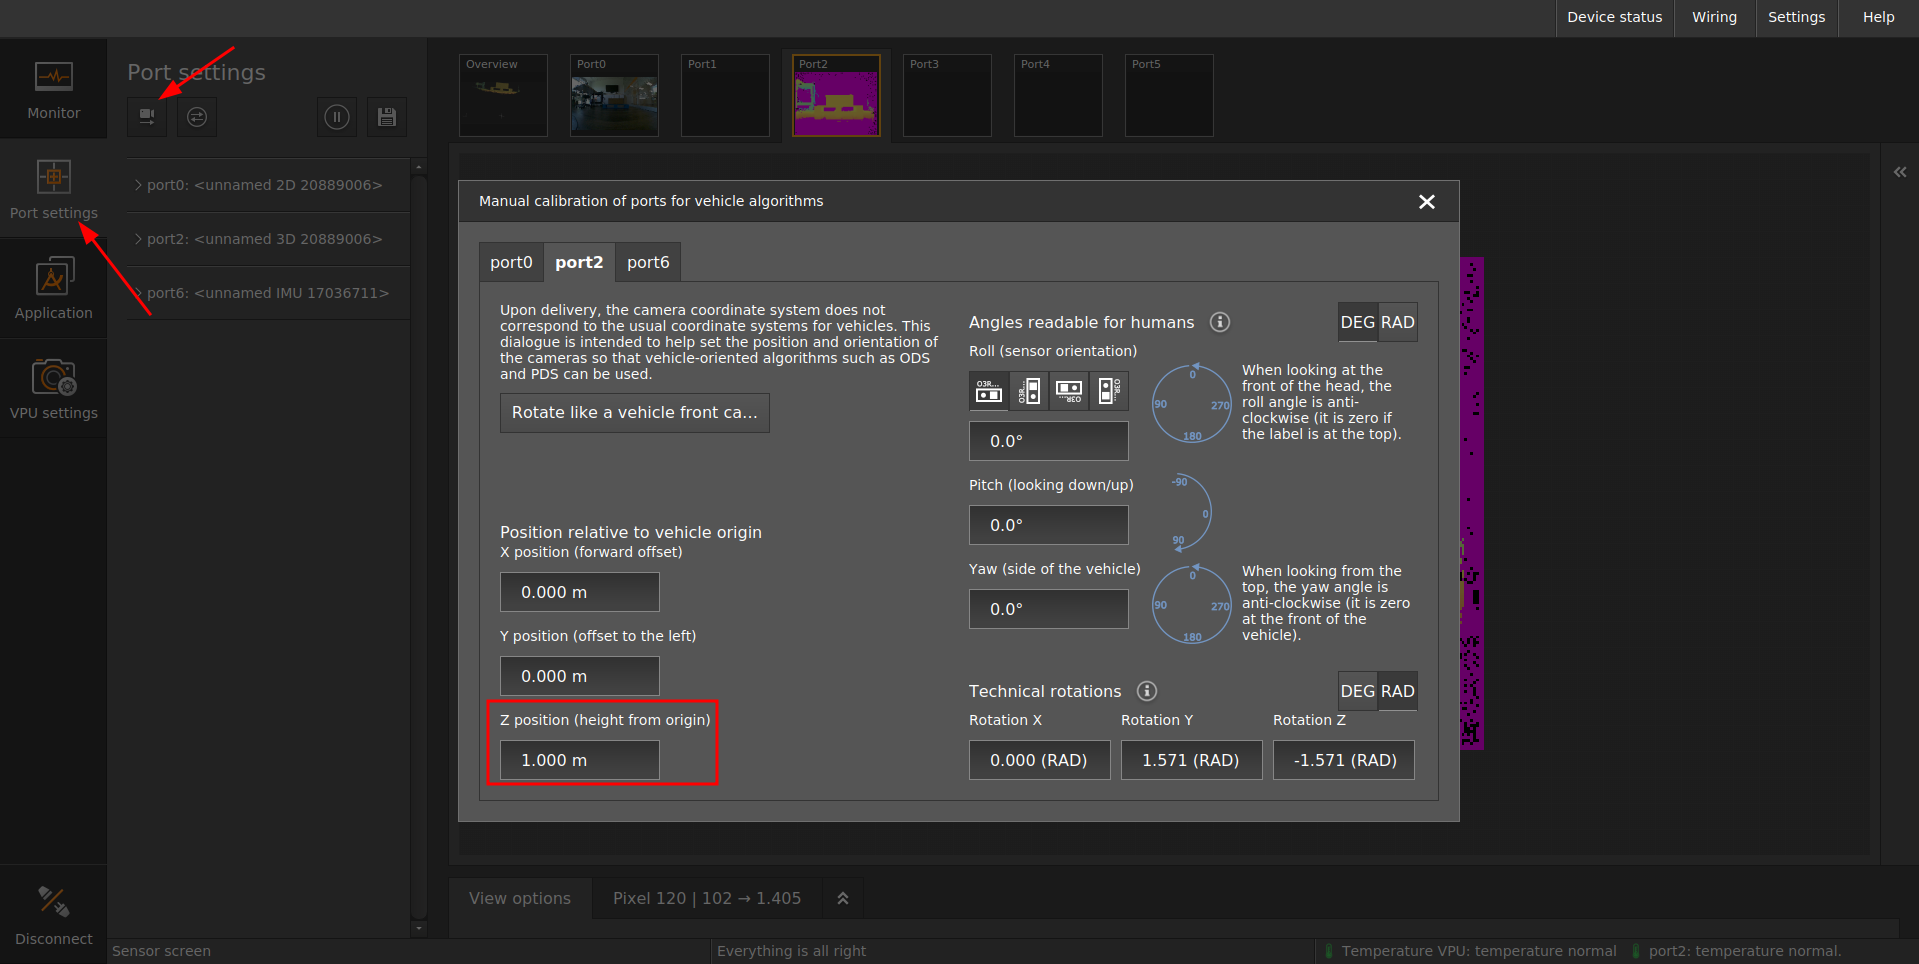 Device status
Wiring
Settings
Help
Monitor
Port settings
Application
VPU settings
Disconnect
Port settings
port0: <unnamed 2D 20889006>
port2: <unnamed 3D 20889006>
port6: <unnamed IMU 17036711>
Overview
Port0
Port1
Port2
Port3
Port4
Port5
Manual calibration of ports for vehicle algorithms
port0
port2
port6
Upon delivery, the camera coordinate system does not
correspond to the usual coordinate systems for vehicles. This
dialogue is intended to help set the position and orientation of
the cameras so that vehicle-oriented algorithms such as ODS
and PDS can be used.
Rotate like a vehicle front ca...
Position relative to vehicle origin
X position (forward offset)
0.000 m
Y position (offset to the left)
0.000 m
Z position (height from origin)
1.000 m
Angles readable for humans
DEG RAD
Roll (sensor orientation)
O3R...
O3R...
O3R...
O3R...
0.0°
0
90
270
180
When looking at the
front of the head, the
roll angle is anti-
clockwise (it is zero if
the label is at the top).
Pitch (looking down/up)
0.0°
-90
0
90
Yaw (side of the vehicle)
0.0°
0
90
270
180
When looking from the
top, the yaw angle is
anti-clockwise (it is zero
at the front of the
vehicle).
Technical rotations
DEG RAD
Rotation X
Rotation Y
Rotation Z
0.000 (RAD)
1.571 (RAD)
-1.571 (RAD)
View options
Pixel 120 | 102 → 1.405
Sensor screen
Everything is all right
Temperature VPU: temperature normal
port2: temperature normal.